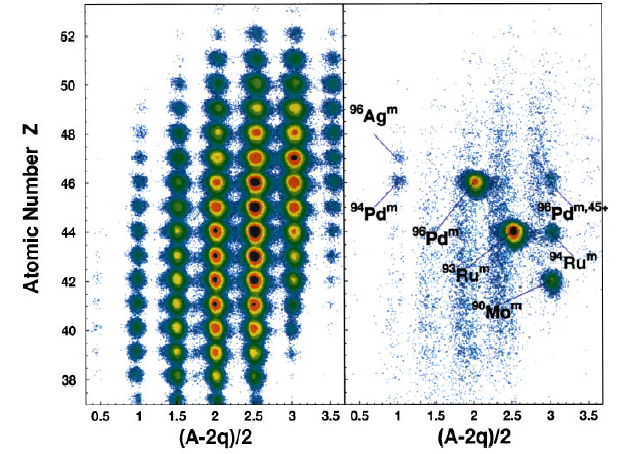 Atomic Number Z
52
50
48
46
44
42
40
38
0.5 1 1.5 2 2.5 3 3.5
(A-2q)/2
96Agm
94Pdm
96Pdm
93Rum
90Mom
96Pdm,45+
94Rum
0.5 1 1.5 2 2.5 3 3.5
(A-2q)/2